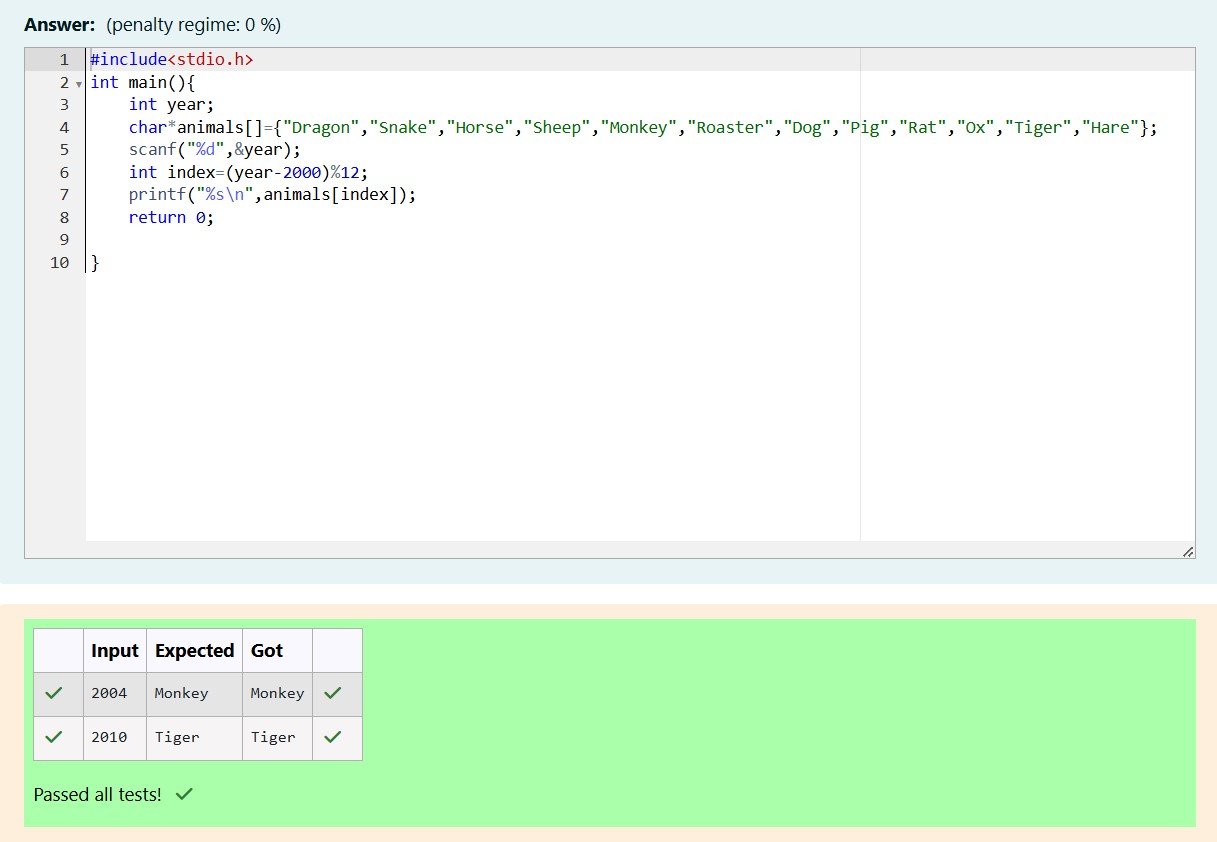 Answer: (penalty regime: 0 %)
1 #include<stdio.h>
2 int main(){
3     int year;
4     char*animals[]={"Dragon","Snake","Horse","Sheep","Monkey","Roaster","Dog","Pig","Rat","Ox","Tiger","Hare"};
5     scanf("%d",&year);
6     int index=(year-2000)%12;
7     printf("%s\n",animals[index]);
8     return 0;
9
10 }
Input Expected Got
2004 Monkey Monkey
2010 Tiger Tiger
Passed all tests!